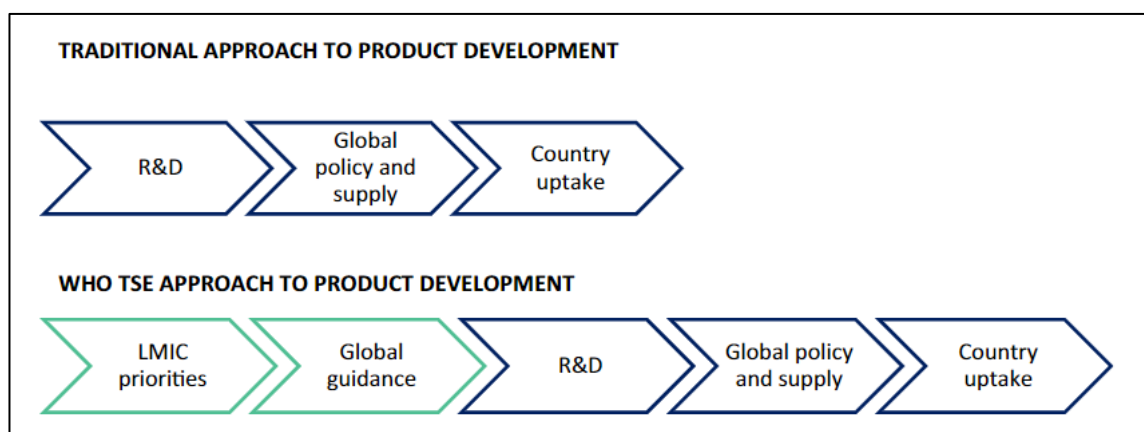 TRADITIONAL APPROACH TO PRODUCT DEVELOPMENT
R&D
Global
policy and
supply
Country
uptake
WHO TSE APPROACH TO PRODUCT DEVELOPMENT
LMIC
priorities
Global
guidance
R&D
Global policy
and supply
Country
uptake